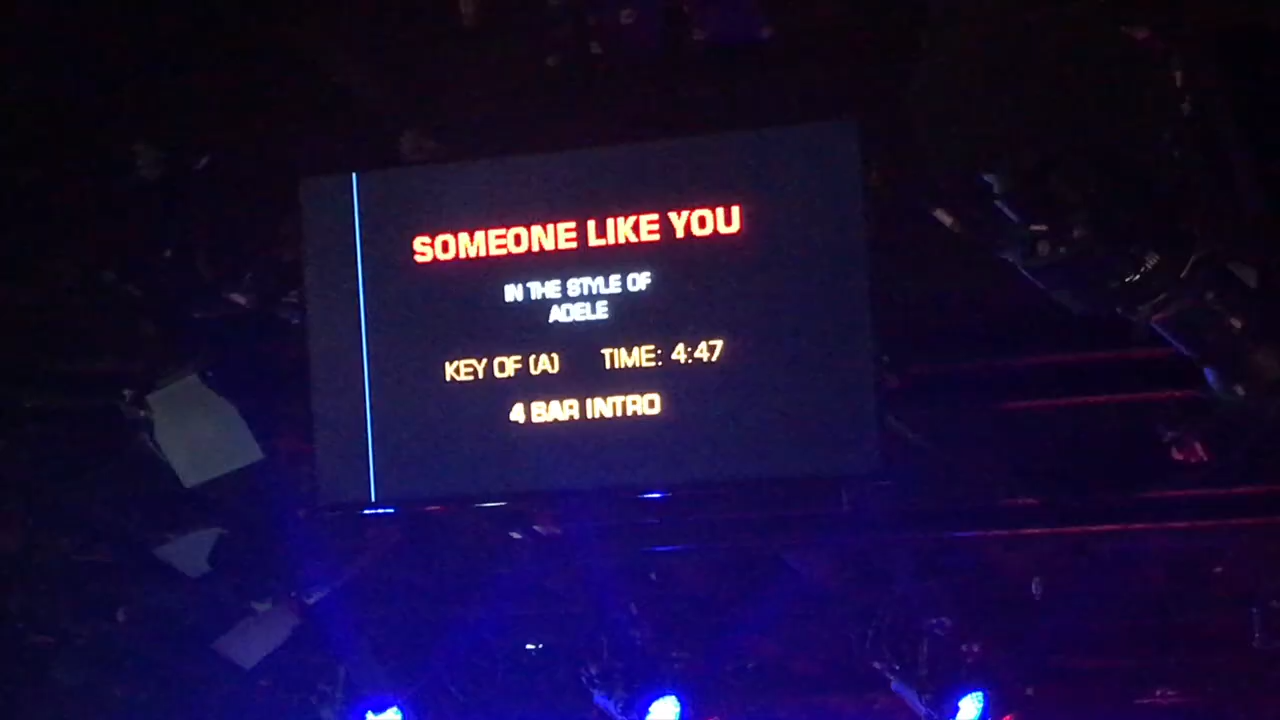 SOMEONE LIKE YOU
IN THE STYLE OF
ADELE
KEY OF (A) TIME: 4:47
4 BAR INTRO